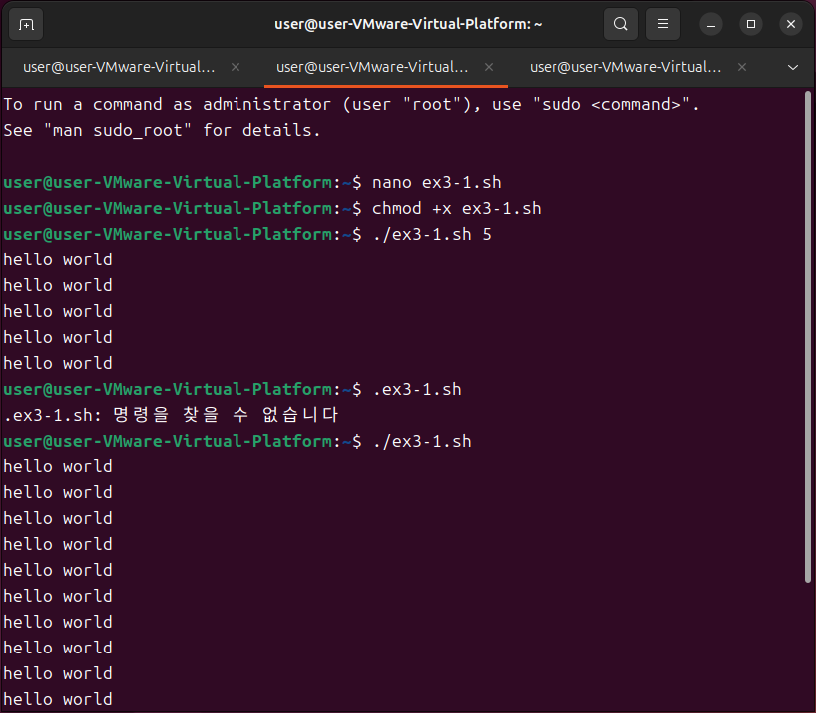 user@user-VMware-Virtual-Platform: ~
user@user-VMware-Virtual... user@user-VMware-Virtual... user@user-VMware-Virtual...
To run a command as administrator (user "root"), use "sudo <command>".
See "man sudo_root" for details.
user@user-VMware-Virtual-Platform:~$ nano ex3-1.sh
user@user-VMware-Virtual-Platform:~$ chmod +x ex3-1.sh
user@user-VMware-Virtual-Platform:~$ ./ex3-1.sh 5
hello world
hello world
hello world
hello world
hello world
user@user-VMware-Virtual-Platform:~$ .ex3-1.sh
.ex3-1.sh: 명령을 찾을 수 없습니다
user@user-VMware-Virtual-Platform:~$ ./ex3-1.sh
hello world
hello world
hello world
hello world
hello world
hello world
hello world
hello world
hello world
hello world